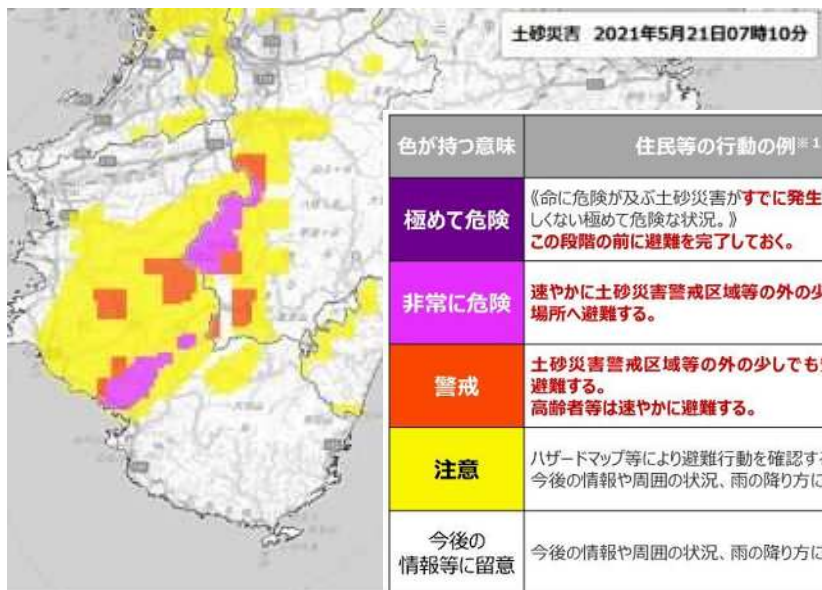 土砂災害 2021年5月21日07時10分
色が持つ意味
住民等の行動の例※1
極めて危険
《命に危険が及ぶ土砂災害がすでに発生
しくない極めて危険な状況。》
この段階の前に避難を完了しておく。
非常に危険
速やかに土砂災害警戒区域等の外の少
場所へ避難する。
警戒
土砂災害警戒区域等の外の少しでも
避難する。
高齢者等は速やかに避難する。
注意
ハザードマップ等により避難行動を確認す
今後の情報や周囲の状況、雨の降り方に
今後の
情報等に留意
今後の情報や周囲の状況、雨の降り方に